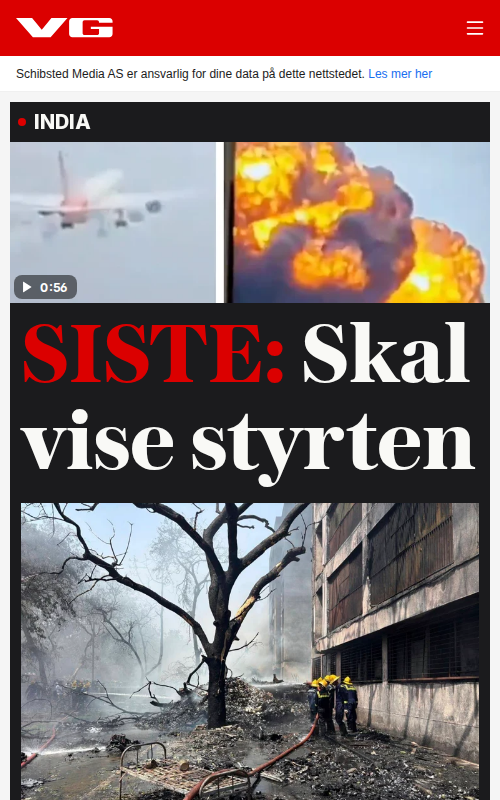 VG
Schibsted Media AS er ansvarlig for dine data på dette nettstedet. Les mer her
INDIA
0:56
SISTE: Skal
vise styrten